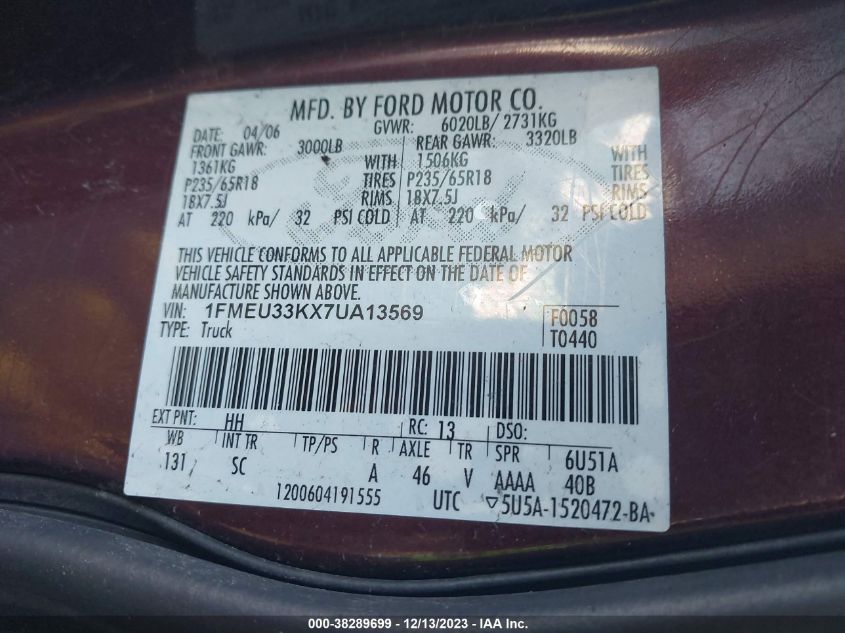 MFD. BY FORD MOTOR CO.
DATE: 04/06 GVWR: 6020LB/ 2731KG
FRONT GAWR: 3000LB REAR GAWR: 3320LB
1361KG WITH 1506KG WITH
P235/65R18 TIRES P235/65R18 TIRES
18X7.5J RIMS 18X7.5J RIMS
AT 220 kPa/ 32 PSI COLD AT 220 kPa/ 32 PSI COLD
THIS VEHICLE CONFORMS TO ALL APPLICABLE FEDERAL MOTOR
VEHICLE SAFETY STANDARDS IN EFFECT ON THE DATE OF
MANUFACTURE SHOWN ABOVE.
VIN: 1FMEU33KX7UA13569 F0058
TYPE: Truck T0440
EXT PNT: HH RC: 13 DSO:
WB INT TR TP/PS R AXLE TR SPR 6U51A
131 SC A 46 V AAAA 40B
1200604191555 UTC ▽5U5A-1520472-BA
000-38289699 - 12/13/2023 - IAA Inc.